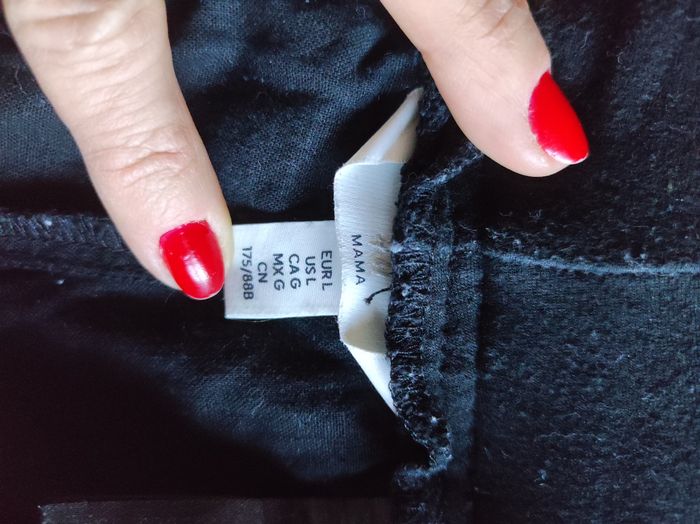 MAMA
EUR L
US L
CA G
MX G
CN
175/88B